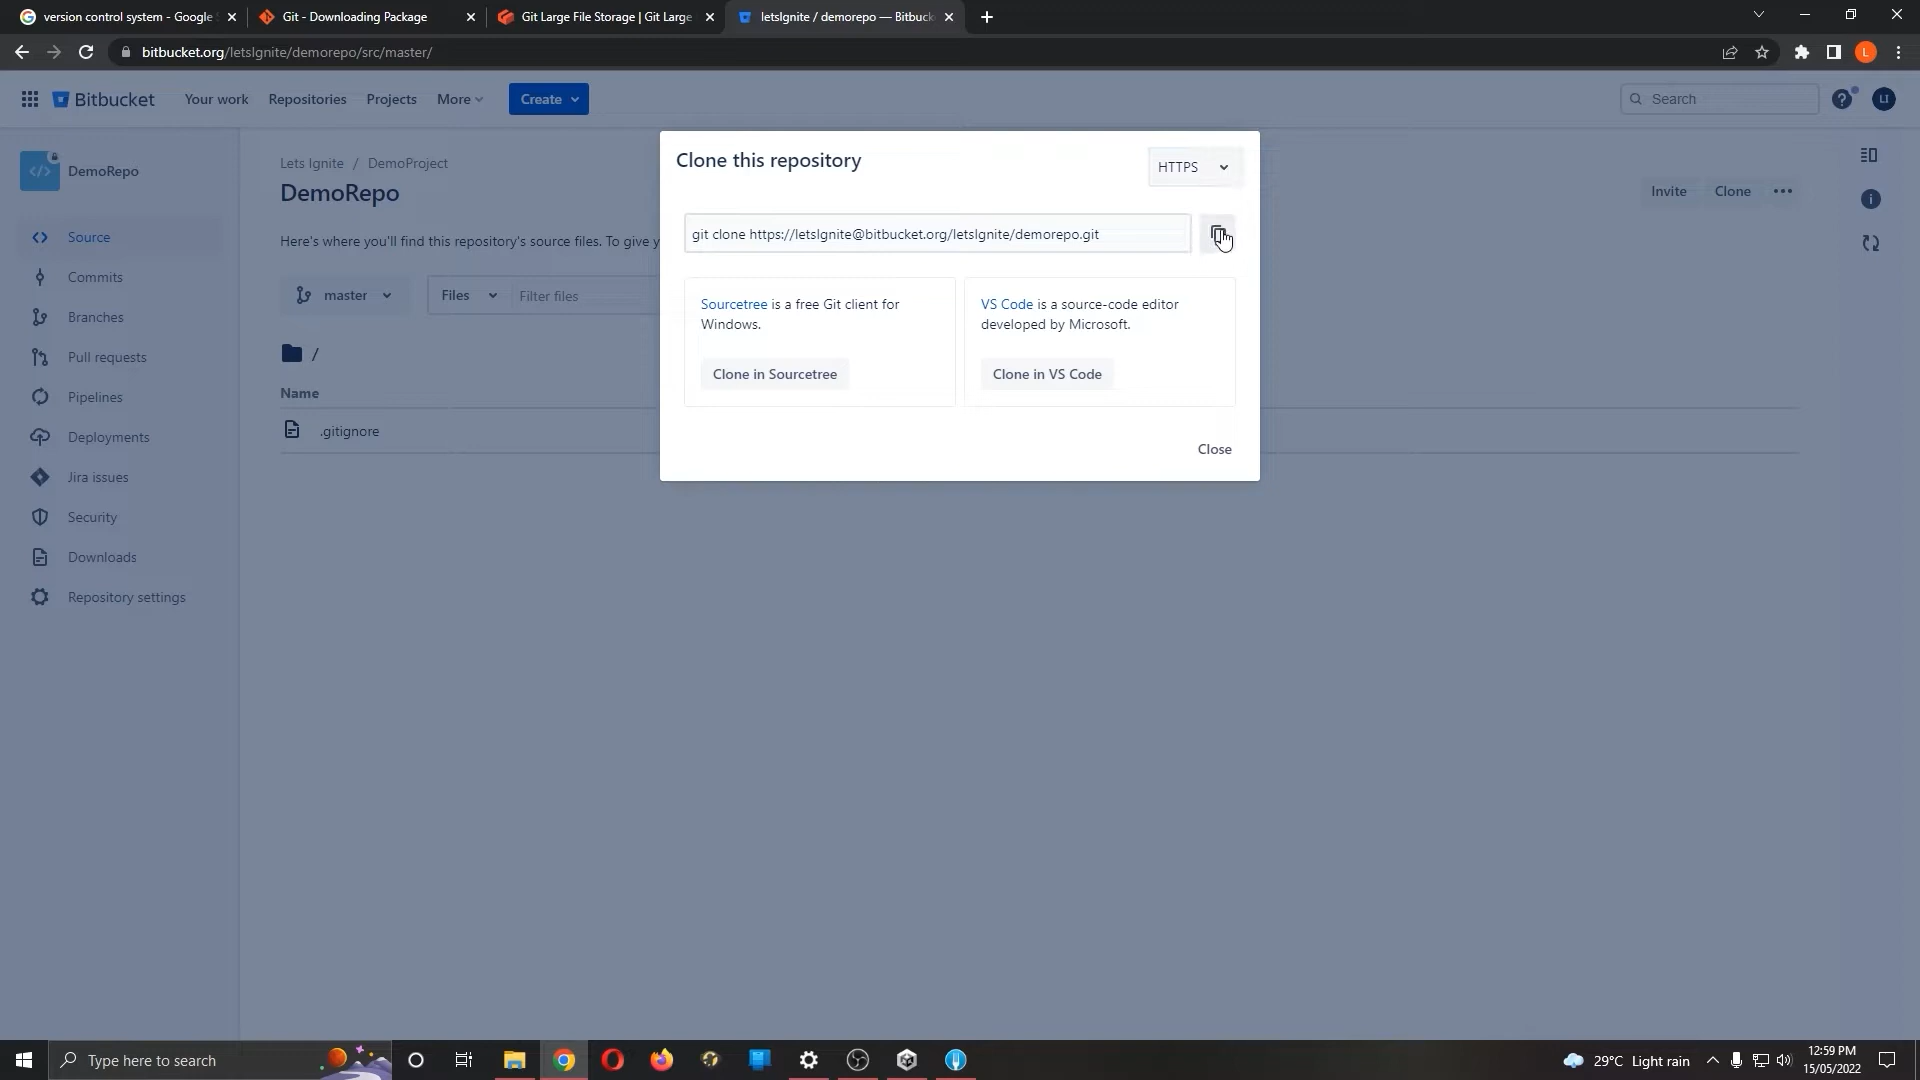 version control system - Google
Git - Downloading Package
Git Large File Storage | Git Large
letsIgnite / demorepo — Bitbuck
bitbucket.org/letsIgnite/demorepo/src/master/
L
Bitbucket
Your work
Repositories
Projects
More
Create
Search
LI
DemoRepo
Source
Commits
Branches
Pull requests
Pipelines
Deployments
Jira issues
Security
Downloads
Repository settings
Lets Ignite / DemoProject
DemoRepo
Invite
Clone
Here's where you'll find this repository's source files. To give y
master
Files
Filter files
/
Name
.gitignore
Clone this repository
HTTPS
git clone https://letsIgnite@bitbucket.org/letsIgnite/demorepo.git
Sourcetree is a free Git client for
Windows.
Clone in Sourcetree
VS Code is a source-code editor
developed by Microsoft.
Clone in VS Code
Close
Type here to search
29°C Light rain
12:59 PM
15/05/2022